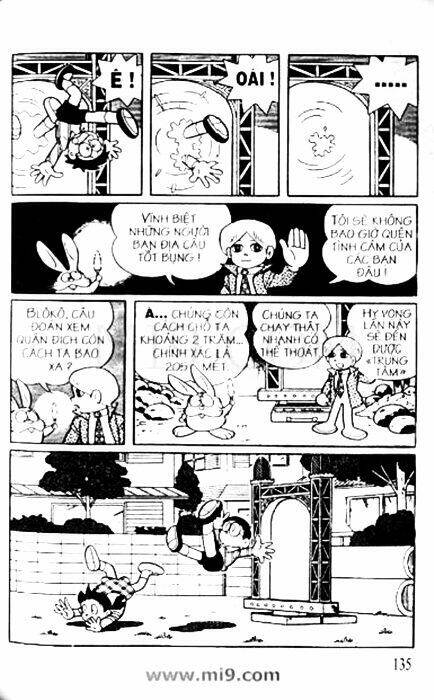 Ê !
OÁI !
.....
VĨNH BIỆT
NHỮNG NGƯỜI
BẠN ĐỊA CẦU
TỐT BỤNG !
TÔI SẼ KHÔNG
BAO GIỜ QUÊN
TÌNH CẢM CỦA
CÁC BẠN
ĐÂU !
BLÔKÔ, CẬU
ĐOÁN XEM
QUÂN ĐỊCH CÒN
CÁCH TA BAO
XA ?
A... CHÚNG CÒN
CÁCH CHỖ TA
KHOẢNG 2 TRĂM...
CHÍNH XÁC LÀ
MÉT.
CHÚNG TA
CHẠY THẬT
NHANH CÓ
THỂ THOÁT
HY VỌNG
LẦN NÀY
SẼ ĐẾN
ĐƯỢC
«TRUNG
TÂM»
135
www.mi9.com